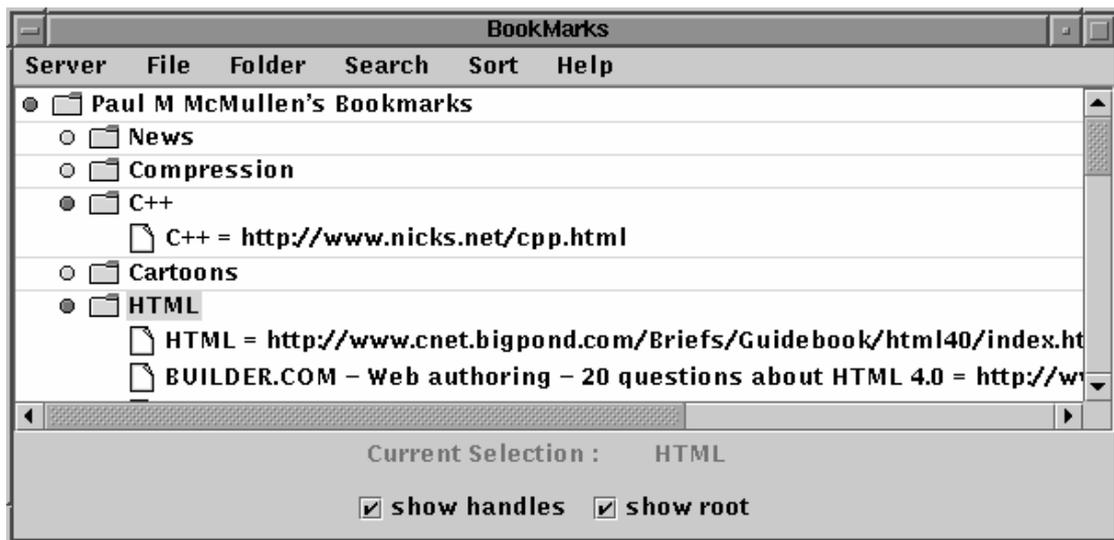 BookMarks
Server File Folder Search Sort Help
Paul M McMullen's Bookmarks
News
Compression
C++
C++ = http://www.nicks.net/cpp.html
Cartoons
HTML
HTML = http://www.cnet.bigpond.com/Briefs/Guidebook/html40/index.ht
BUILDER.COM – Web authoring – 20 questions about HTML 4.0 = http://w
Current Selection : HTML
show handles show root